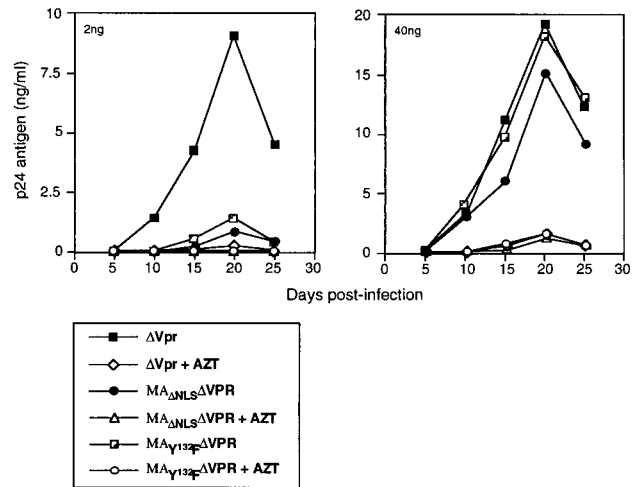 2ng
40ng
p24 antigen (ng/ml)
10
7.5
5
2.5
0
0 5 10 15 20 25 30
20
15
10
5
0
0 5 10 15 20 25 30
Days post-infection
ΔVpr
ΔVpr + AZT
MAΔNLSΔVPR
MAΔNLSΔVPR + AZT
MAY132FΔVPR
MAY132FΔVPR + AZT